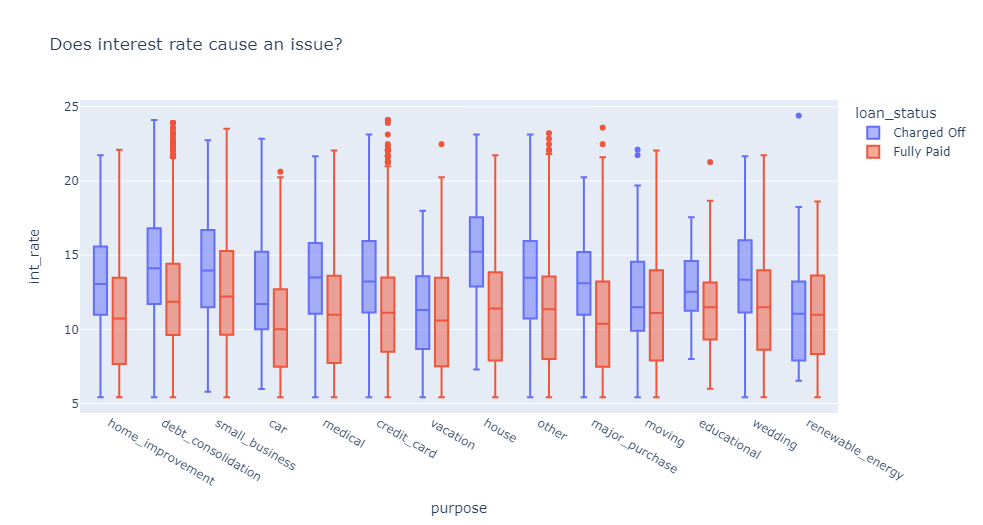 Does interest rate cause an issue?
loan_status
Charged Off
Fully Paid
int_rate
25
20
15
10
5
home_improvement
debt_consolidation
small_business
car
medical
credit_card
vacation
house
other
major_purchase
moving
educational
wedding
renewable_energy
purpose